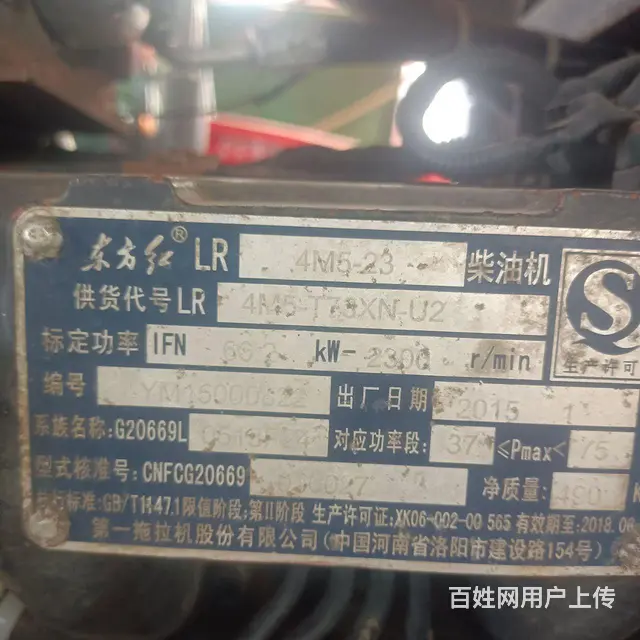 东方红® LR 4M5-23 柴油机
供货代号 LR 4M5-T73XN-U2
标定功率 IFN kW- 2300 r/min
编号 出厂日期 2015 1
系族名称:G20669L 对应功率段: 37 ≤Pmax< 75
型式核准号: CNFCG20669 净质量: 490
标准:GB/T1147.1 限值阶段:第II阶段 生产许可证:XK06-002-00 565 有效期至:2018.0
第一拖拉机股份有限公司(中国河南省洛阳市建设路154号)
生产许可
百姓网用户上传